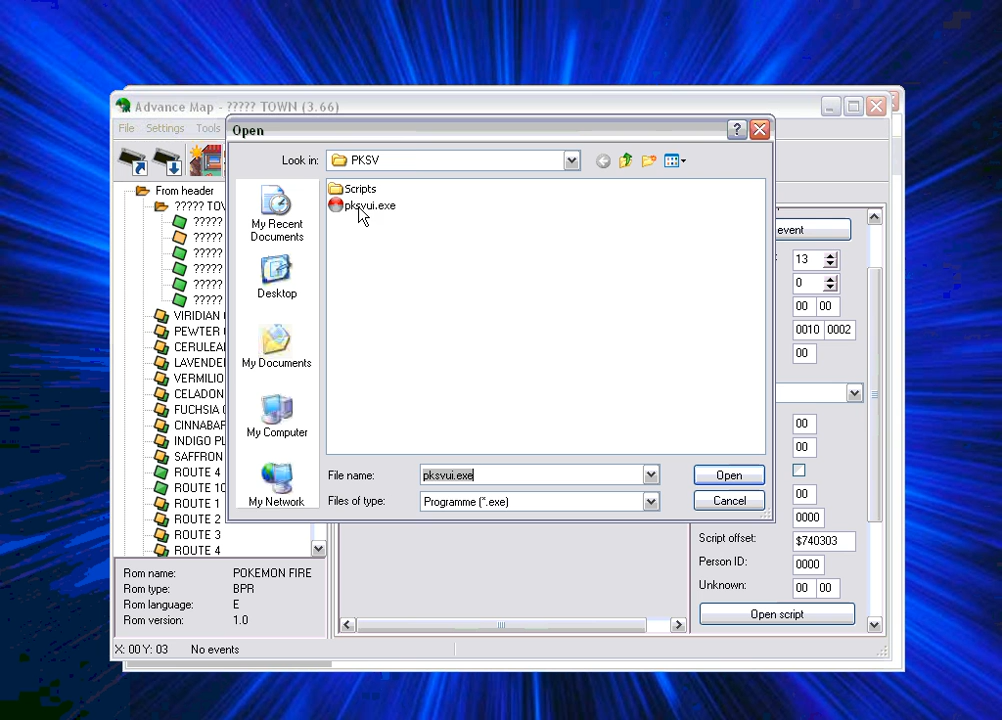 Advance Map - ????? TOWN (3.66)
File Settings Tools
Open
Look in: PKSV
My Recent
Documents
Desktop
My Documents
My Computer
My Network
Scripts
pksvui.exe
File name: pksvui.exe
Files of type: Programme (*.exe)
Open
Cancel
From header
????? TOW
?????
?????
?????
?????
?????
?????
VIRIDIAN
PEWTER
CERULEA
LAVENDE
VERMILIO
CELADON
FUCHSIA
CINNABAR
INDIGO PL
SAFFRON
ROUTE 4
ROUTE 10
ROUTE 1
ROUTE 2
ROUTE 3
ROUTE 4
event
13
0
00 00
0010 0002
00
00
00
00
0000
Script offset: $740303
Person ID: 0000
Unknown: 00 00
Open script
Rom name: POKEMON FIRE
Rom type: BPR
Rom language: E
Rom version: 1.0
X: 00 Y: 03 No events